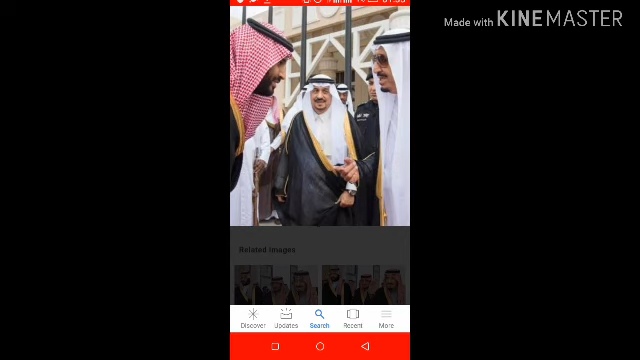 Made with KINEMASTER
Related Images
Discover
Updates
Search
Recent
More